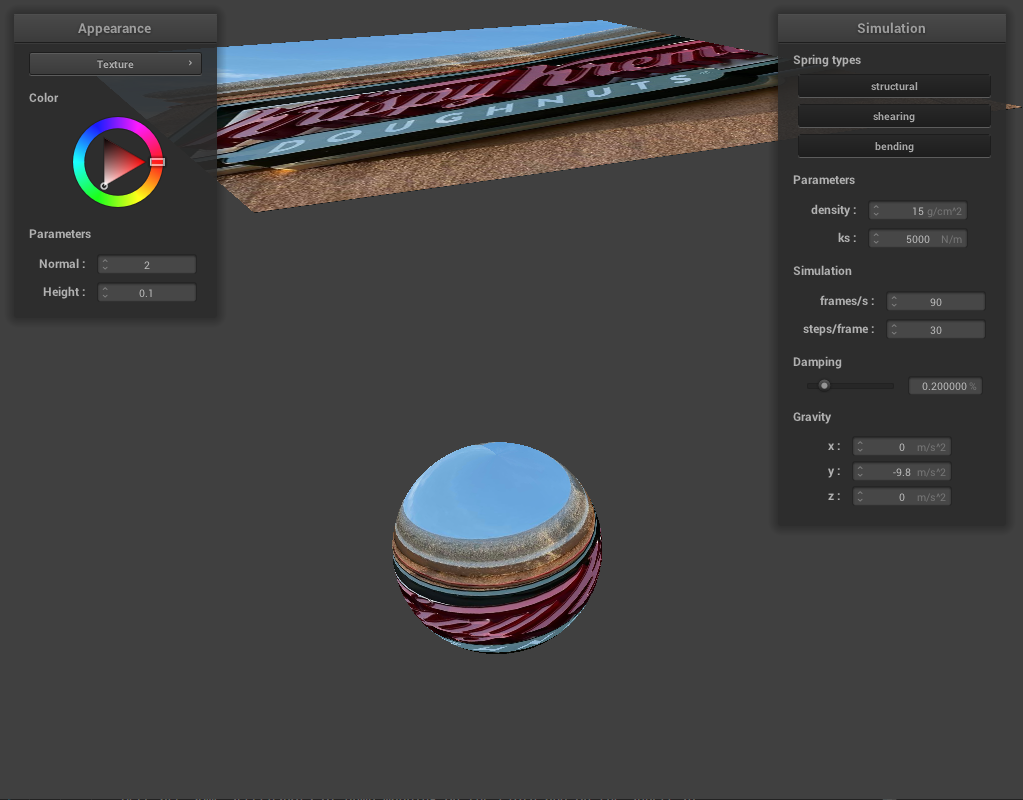 Appearance
Texture
Color
Parameters
Normal : 2
Height : 0.1
DOUGHNUTS
Simulation
Spring types
structural
shearing
bending
Parameters
density : 15 g/cm^2
ks : 5000 N/m
Simulation
frames/s : 90
steps/frame : 30
Damping
0.200000 %
Gravity
x : 0 m/s^2
y : -9.8 m/s^2
z : 0 m/s^2